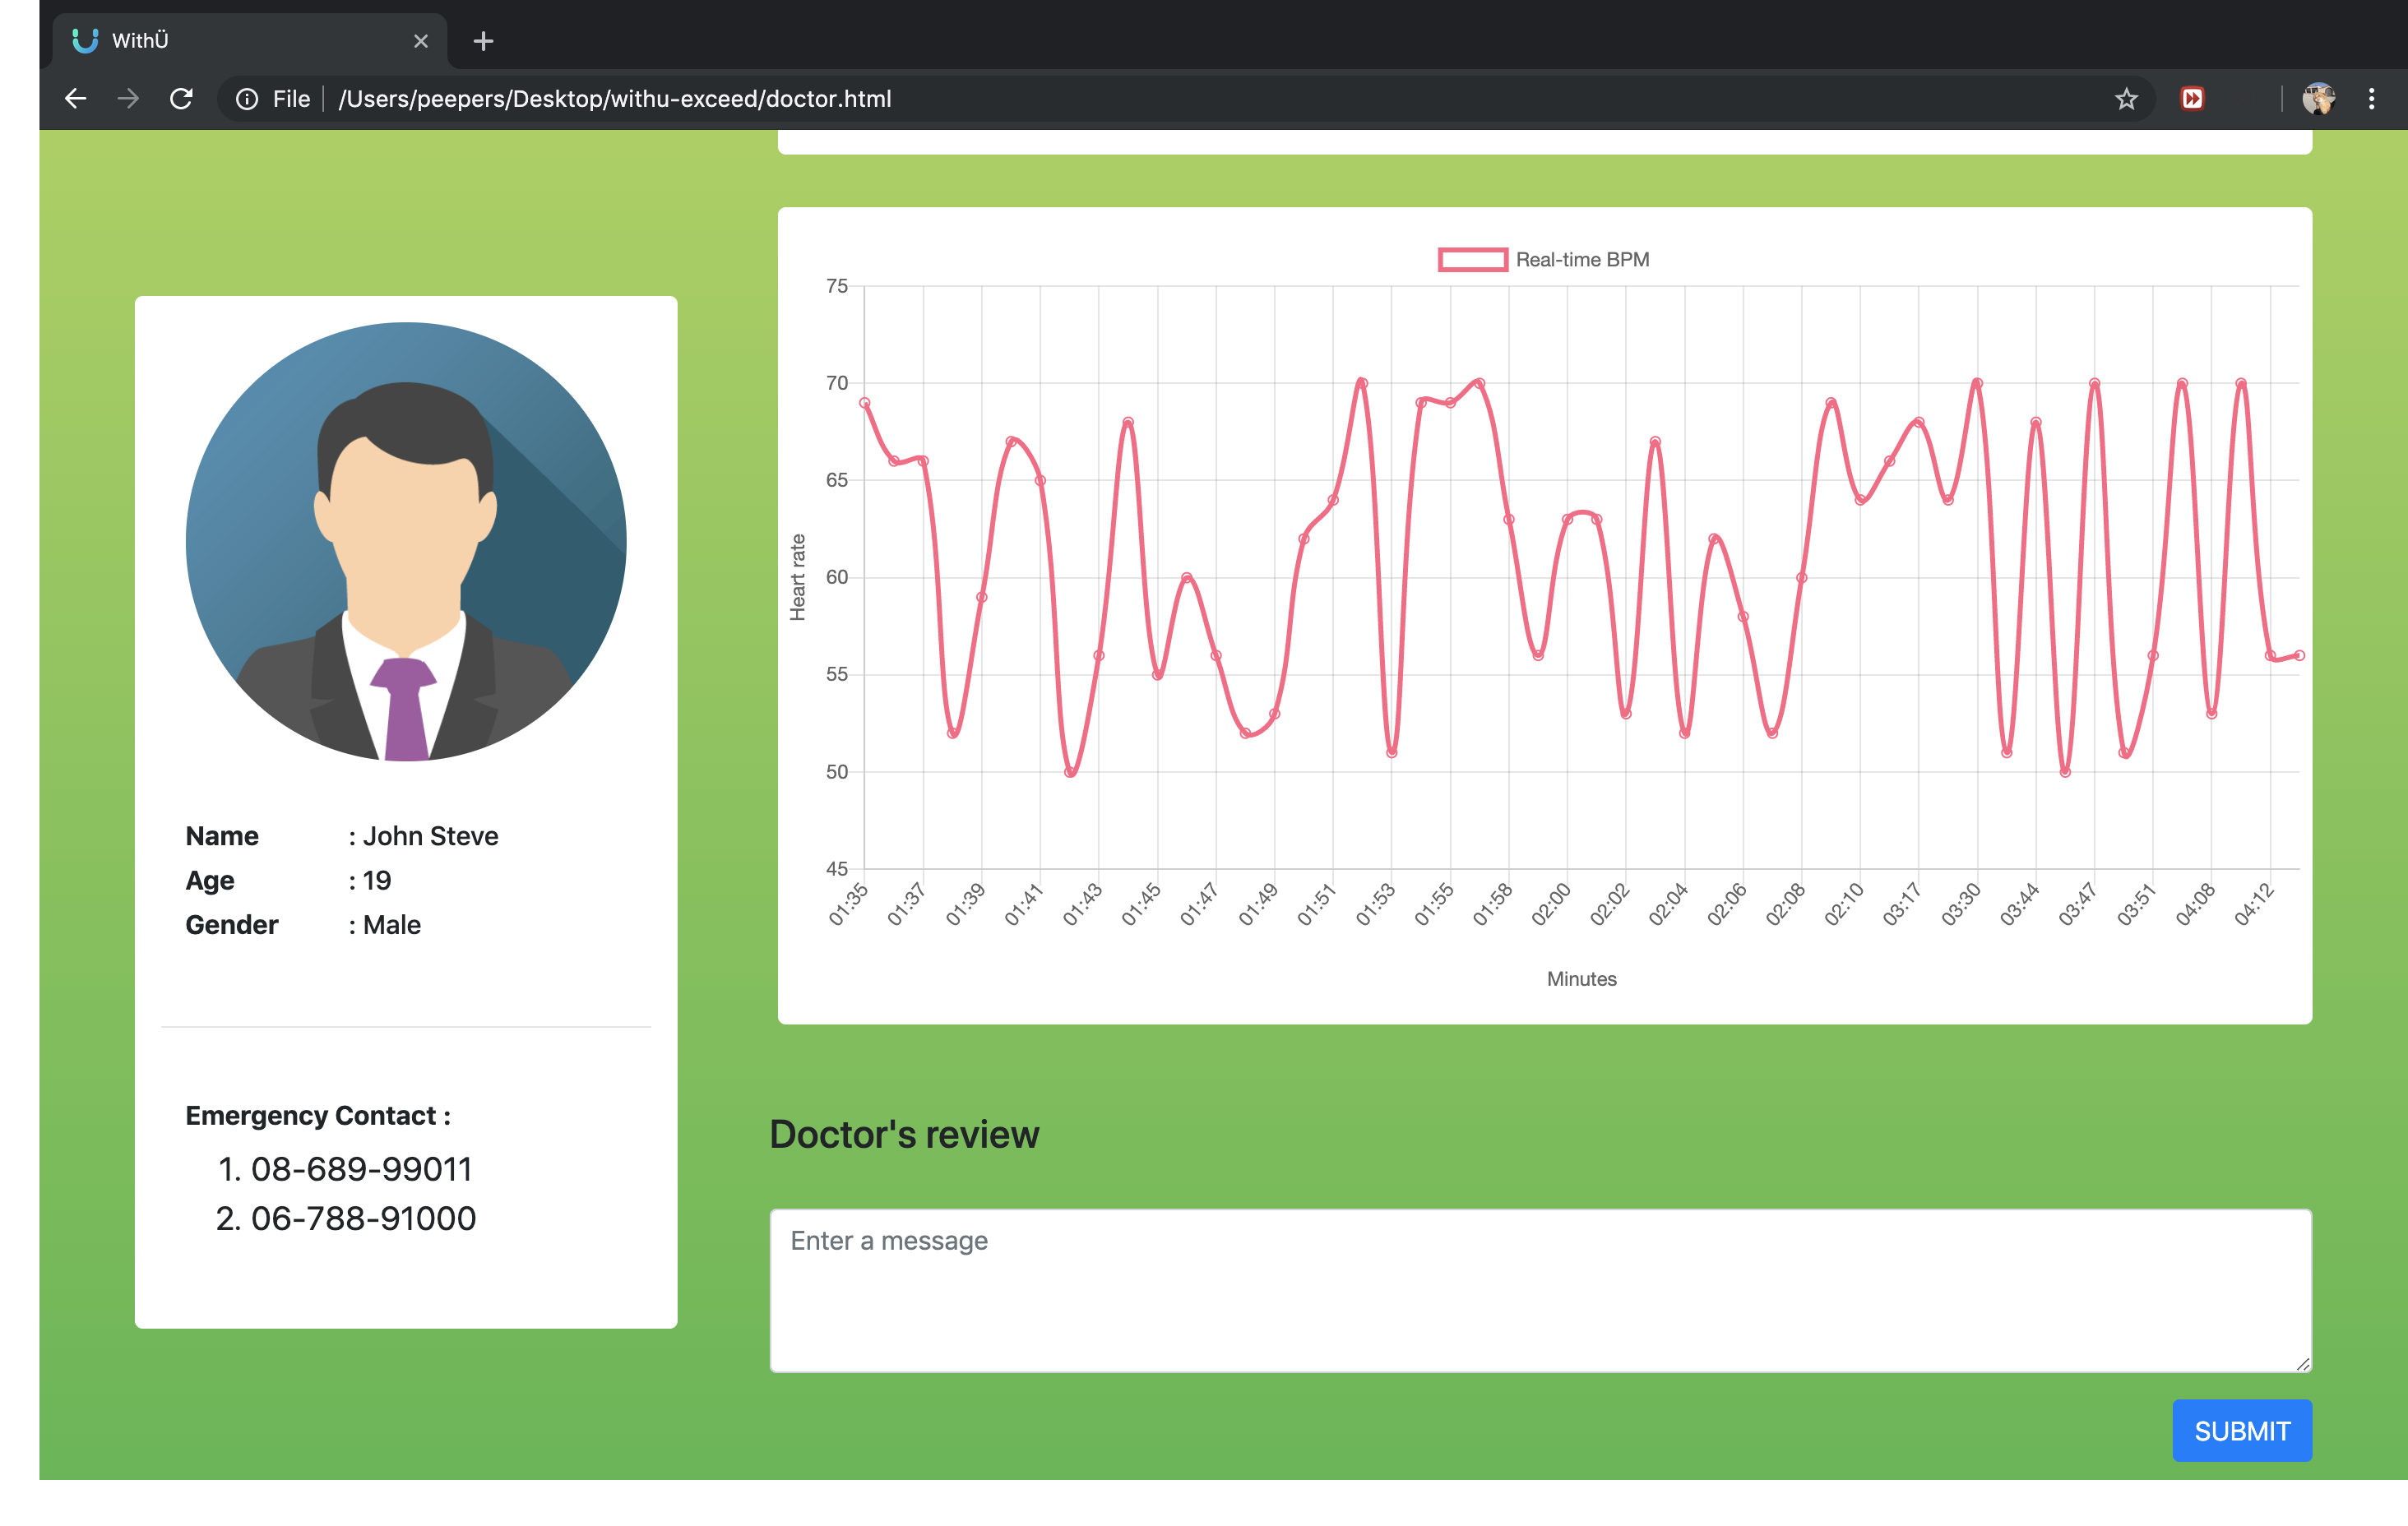 WithÜ
File /Users/peepers/Desktop/withu-exceed/doctor.html
Name : John Steve
Age : 19
Gender : Male
Emergency Contact :
1. 08-689-99011
2. 06-788-91000
Real-time BPM
75
70
65
60
55
50
45
Heart rate
01:35 01:37 01:39 01:41 01:43 01:45 01:47 01:49 01:51 01:53 01:55 01:58 02:00 02:02 02:04 02:06 02:08 02:10 03:17 03:30 03:44 03:47 03:51 04:08 04:12
Minutes
Doctor's review
Enter a message
SUBMIT